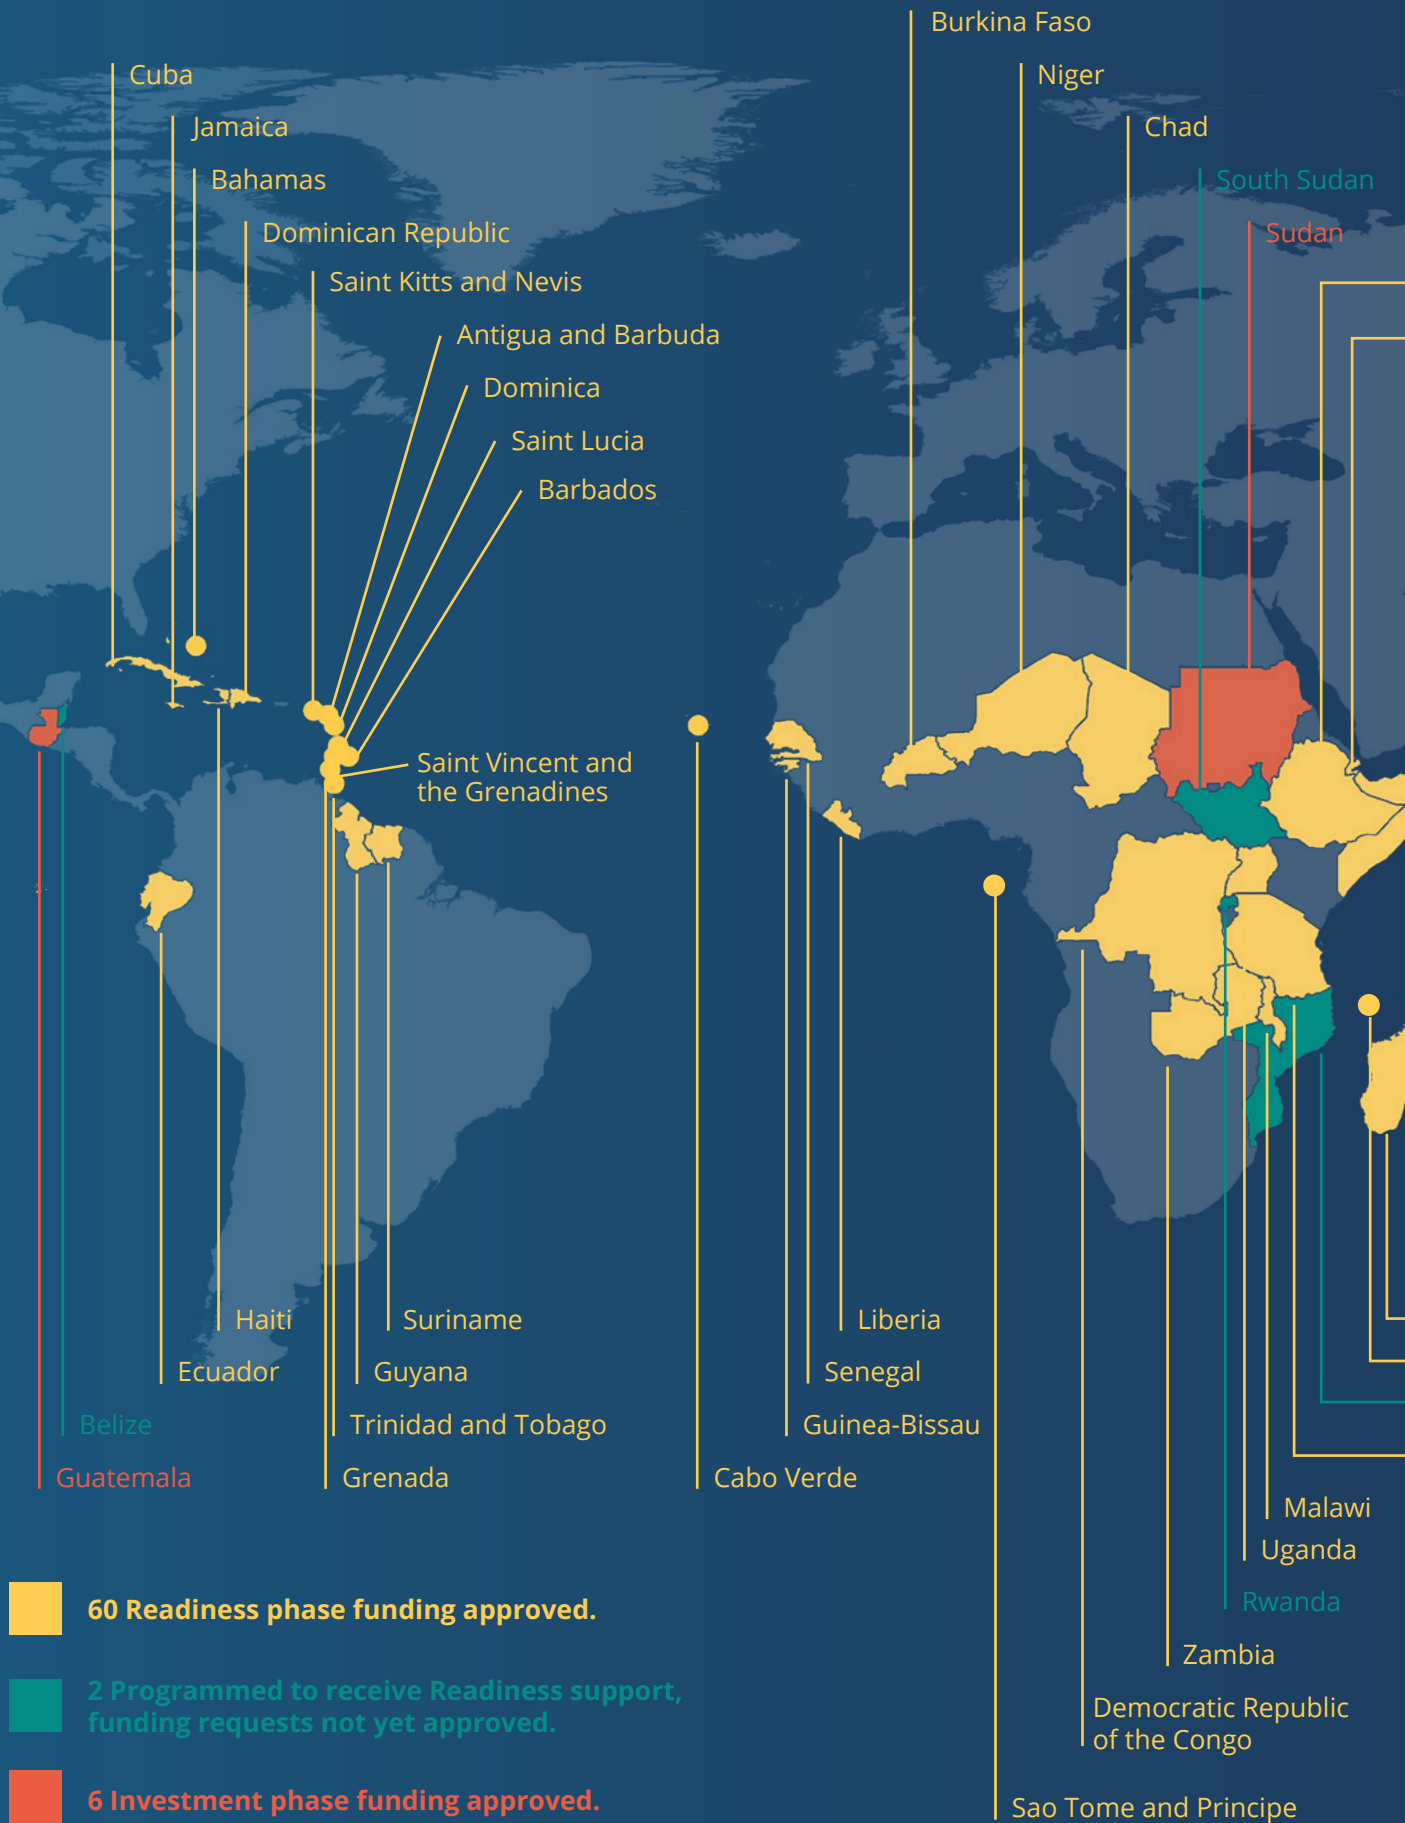 Burkina Faso
Cuba
Niger
Jamaica
Chad
Bahamas
South Sudan
Dominican Republic
Sudan
Saint Kitts and Nevis
Antigua and Barbuda
Dominica
Saint Lucia
Barbados
Saint Vincent and
the Grenadines
Haiti
Suriname
Liberia
Ecuador
Guyana
Senegal
Belize
Trinidad and Tobago
Guinea-Bissau
Guatemala
Grenada
Cabo Verde
Malawi
Uganda
Rwanda
Zambia
Democratic Republic
of the Congo
Sao Tome and Principe
60 Readiness phase funding approved.
2 Programmed to receive Readiness support,
funding requests not yet approved.
6 Investment phase funding approved.